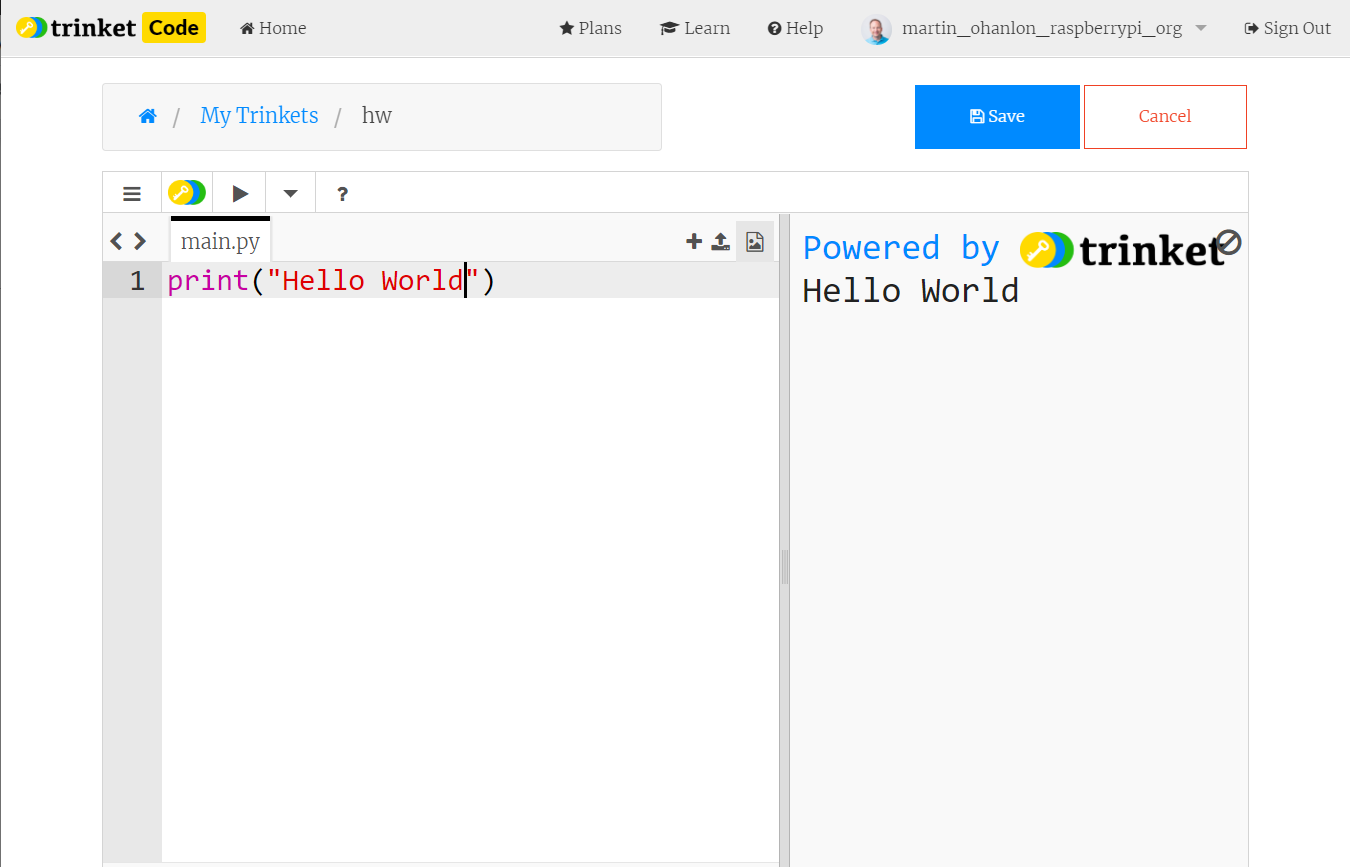 trinket Code Home Plans Learn Help martin_ohanlon_raspberrypi_org Sign Out
/ My Trinkets / hw Save Cancel
?
main.py
1 print("Hello World")
Powered by trinket
Hello World